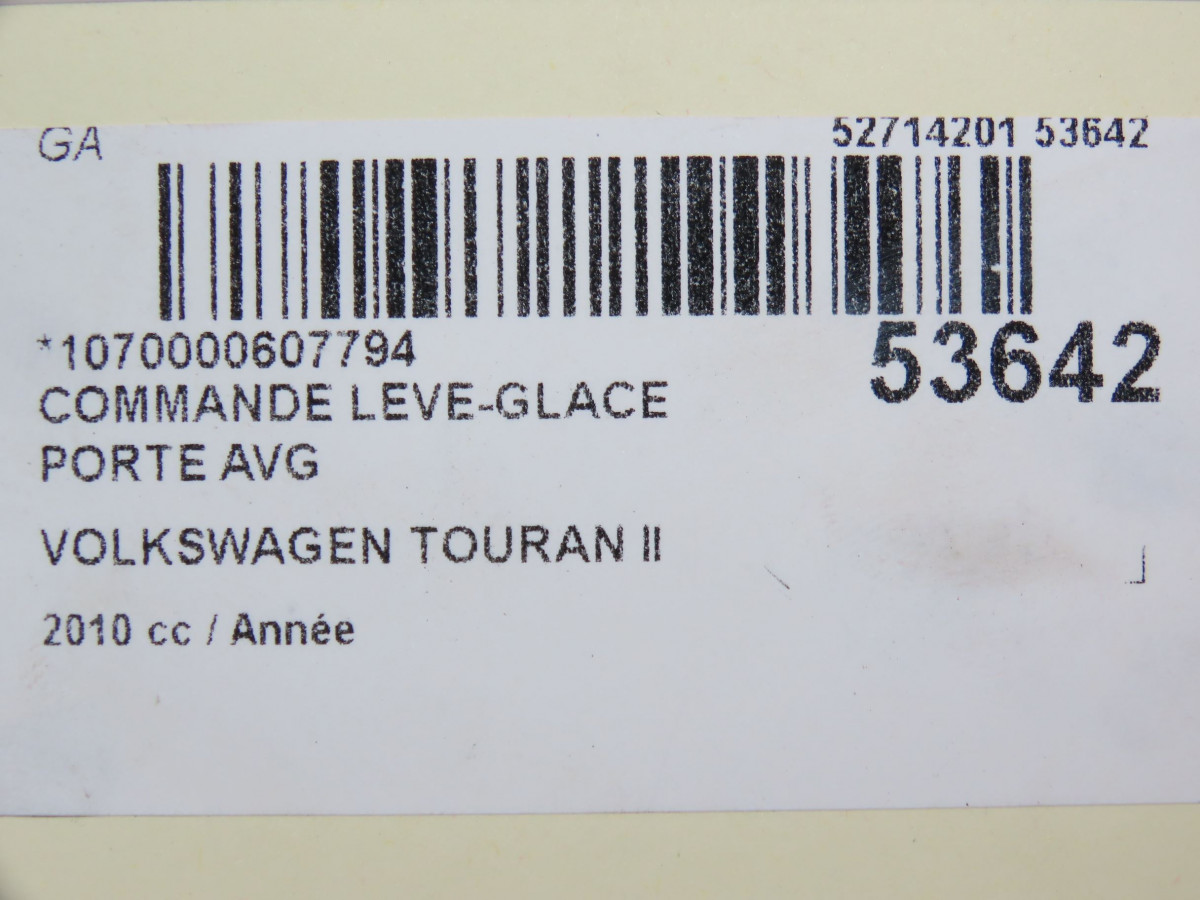 GA
52714201 53642
*1070000607794
53642
COMMANDE LEVE-GLACE
PORTE AVG
VOLKSWAGEN TOURAN II
2010 cc / Année